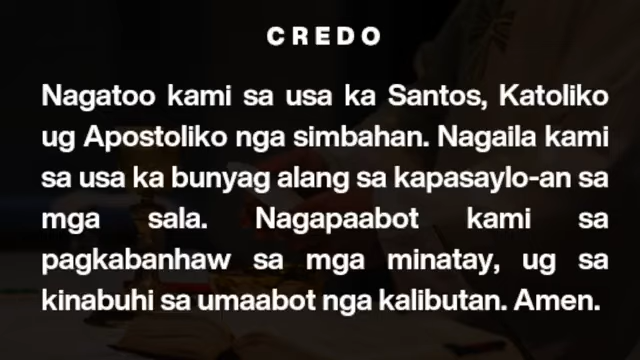 CREDO
Nagatoo kami sa usa ka Santos, Katoliko
ug Apostoliko nga simbahan. Nagaila kami
sa usa ka bunyag alang sa kapasaylo-an sa
mga sala. Nagapaabot kami sa
pagkabanhaw sa mga minatay, ug sa
kinabuhi sa umaabot nga kalibutan. Amen.